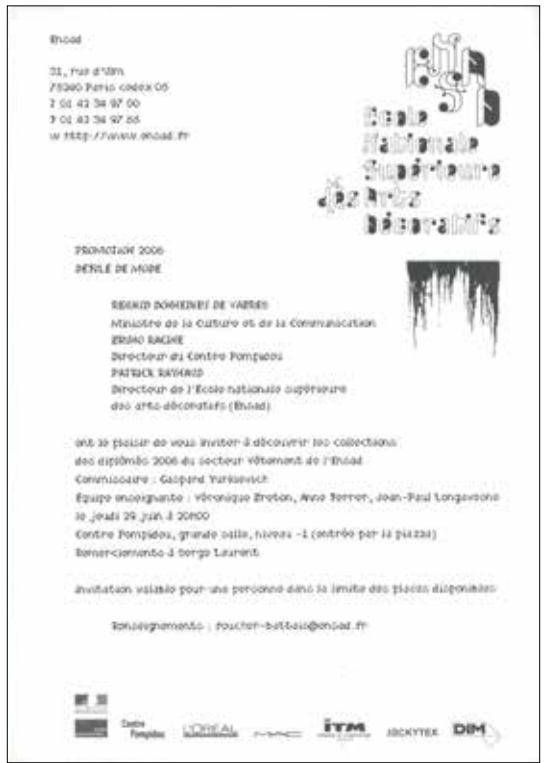 Ensad
31, rue d'Ulm
75240 Paris cedex 05
T 01 42 34 97 00
F 01 42 34 97 85
w http://www.ensad.fr
EnsAD
Ecole
Nationale
Supérieure
des Arts
Décoratifs
PROMOTION 2006
DÉFILÉ DE MODE
RENAUD DONNEDIEU DE VABRES
Ministre de la Culture et de la Communication
BRUNO RACINE
Directeur du Centre Pompidou
PATRICK RAYNAUD
Directeur de l'École nationale supérieure
des arts décoratifs (Ensad)
ont le plaisir de vous inviter à découvrir les collections
des diplômés 2006 du secteur Vêtement de l'Ensad
Commissaire : Gaspard Yurkievich
Équipe enseignante : Véronique Breton, Anne Ferrer, Jean-Paul
le jeudi 29 juin à 20H00
Centre Pompidou, grande salle, niveau -1 (entrée par la piazza)
Remerciements à Serge Laurent
Invitation valable pour une personne dans la limite des places disponibles
Renseignements :
Centre
Pompidou
L'ORÉAL
MAC
ITM
JOCKYTEX
DIM